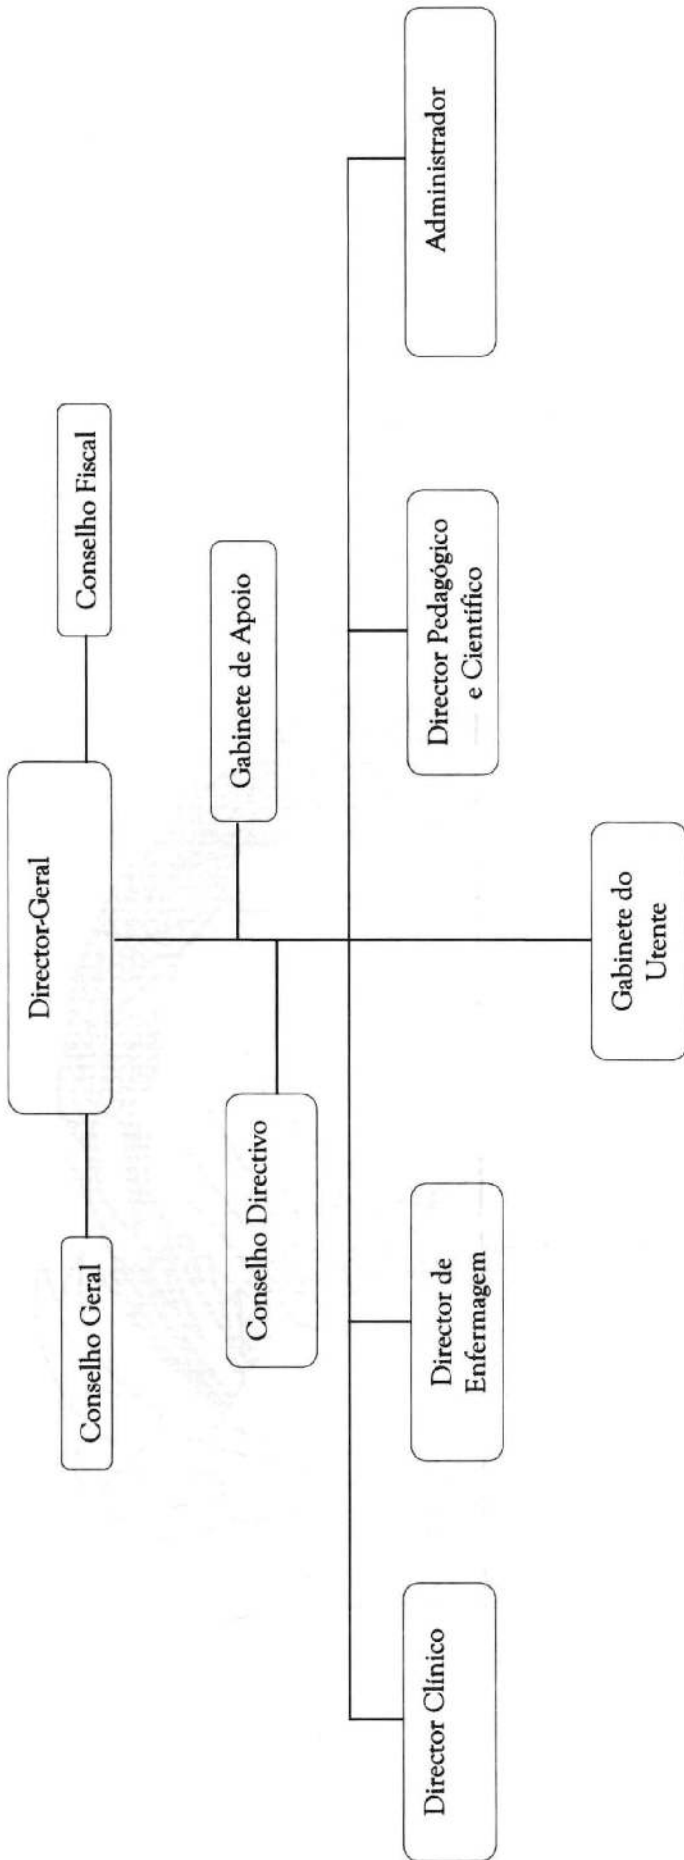 Director-Geral
Conselho Geral
Conselho Fiscal
Gabinete de Apoio
Conselho Directivo
Director Clínico
Director de
Enfermagem
Director Pedagógico
e Científico
Administrador
Gabinete do
Utente